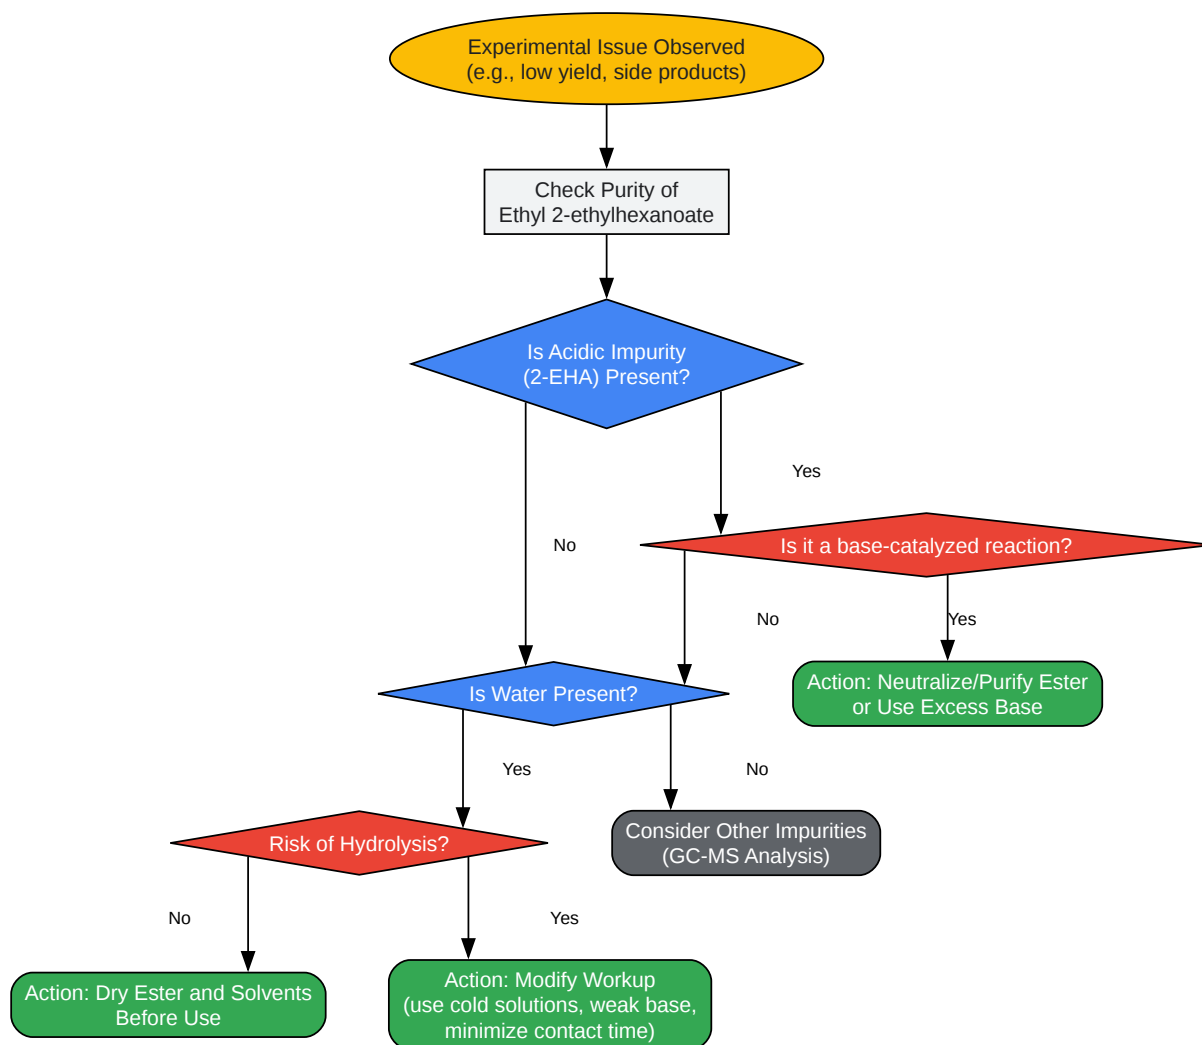 Experimental Issue Observed
(e.g., low yield, side products)
Check Purity of
Ethyl 2-ethylhexanoate
Is Acidic Impurity
(2-EHA) Present?
Yes
No
Is it a base-catalyzed reaction?
No
Yes
Is Water Present?
Action: Neutralize/Purify Ester
or Use Excess Base
Yes
No
Risk of Hydrolysis?
Consider Other Impurities
(GC-MS Analysis)
No
Yes
Action: Dry Ester and Solvents
Before Use
Action: Modify Workup
(use cold solutions, weak base,
minimize contact time)